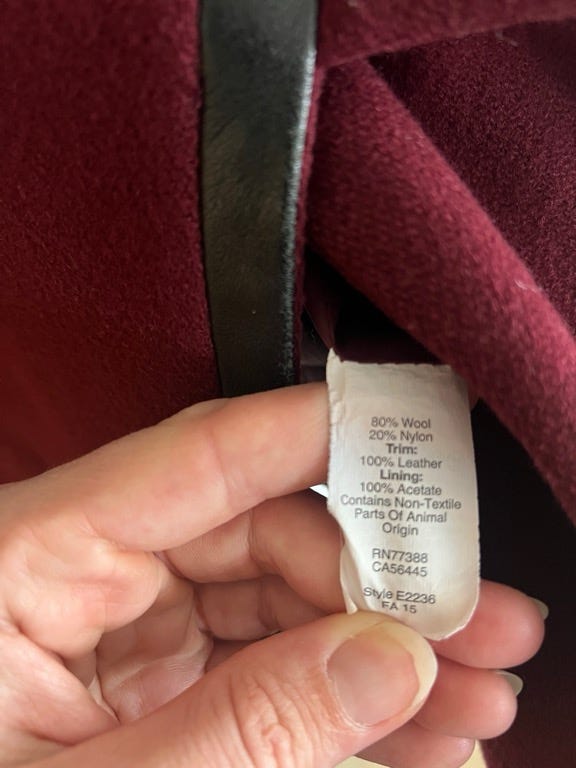 80% Wool
20% Nylon
Trim:
100% Leather
Lining:
100% Acetate
Contains Non-Textile
Parts Of Animal
Origin
RN77388
CA56445
Style E2236
FA 15